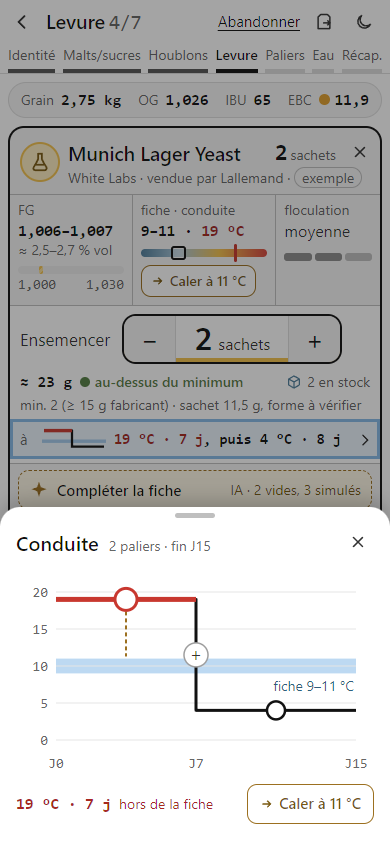 Levure 4/7
Abandonner
Identité Malts/sucres Houblons Levure Paliers Eau Récap.
Grain 2,75 kg OG 1,026 IBU 65 EBC 11,9
Munich Lager Yeast 2 sachets
White Labs · vendue par Lallemand · exemple
FG
1,006–1,007
≈ 2,5–2,7 % vol
1,000 1,030
fiche · conduite
9–11 · 19 °C
→ Caler à 11 °C
floculation
moyenne
Ensemencer − 2 sachets +
≈ 23 g au-dessus du minimum 2 en stock
min. 2 (≥ 15 g fabricant) · sachet 11,5 g, forme à vérifier
à 19 °C · 7 j, puis 4 °C · 8 j
Compléter la fiche IA · 2 vides, 3 simulés
Conduite 2 paliers · fin J15
20
15
10
5
0
+
fiche 9–11 °C
J0 J7 J15
19 °C · 7 j hors de la fiche
→ Caler à 11 °C